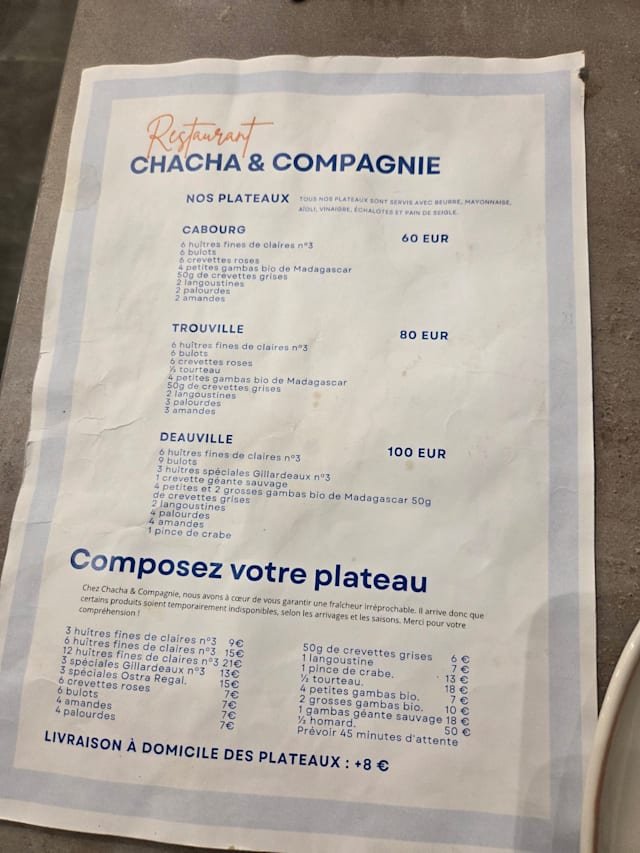 Restaurant
CHACHA & COMPAGNIE
NOS PLATEAUX
TOUS NOS PLATEAUX SONT SERVIS AVEC BEURRE, MAYONNAISE,
AÏOLI, VINAIGRE, ÉCHALOTES ET PAIN DE SEIGLE.
CABOURG 60 EUR
6 huîtres fines de claires n°3
6 bulots
6 crevettes roses
4 petites gambas bio de Madagascar
50g de crevettes grises
2 langoustines
2 palourdes
2 amandes
TROUVILLE 80 EUR
6 huîtres fines de claires n°3
6 bulots
6 crevettes roses
½ tourteau
4 petites gambas bio de Madagascar
50g de crevettes grises
2 langoustines
3 palourdes
3 amandes
DEAUVILLE 100 EUR
6 huîtres fines de claires n°3
9 bulots
3 huîtres spéciales Gillardeaux n°3
1 crevette géante sauvage
4 petites et 2 grosses gambas bio de Madagascar 50g
de crevettes grises
2 langoustines
4 palourdes
4 amandes
1 pince de crabe
Composez votre plateau
Chez Chacha & Compagnie, nous avons à cœur de vous garantir une fraîcheur irréprochable. Il arrive donc que
certains produits soient temporairement indisponibles, selon les arrivages et les saisons. Merci pour votre
compréhension !
3 huîtres fines de claires n°3 9€
6 huîtres fines de claires n°3 15€
12 huîtres fines de claires n°3 21€
3 spéciales Gillardeaux n°3 13€
3 spéciales Ostra Regal. 15€
6 crevettes roses 7€
6 bulots 7€
4 amandes 7€
4 palourdes 7€
50g de crevettes grises 6 €
1 langoustine 7 €
1 pince de crabe. 13 €
½ tourteau. 18 €
4 petites gambas bio. 7 €
2 grosses gambas bio. 10 €
1 gambas géante sauvage 18 €
½ homard. 50 €
Prévoir 45 minutes d'attente
LIVRAISON À DOMICILE DES PLATEAUX : +8 €